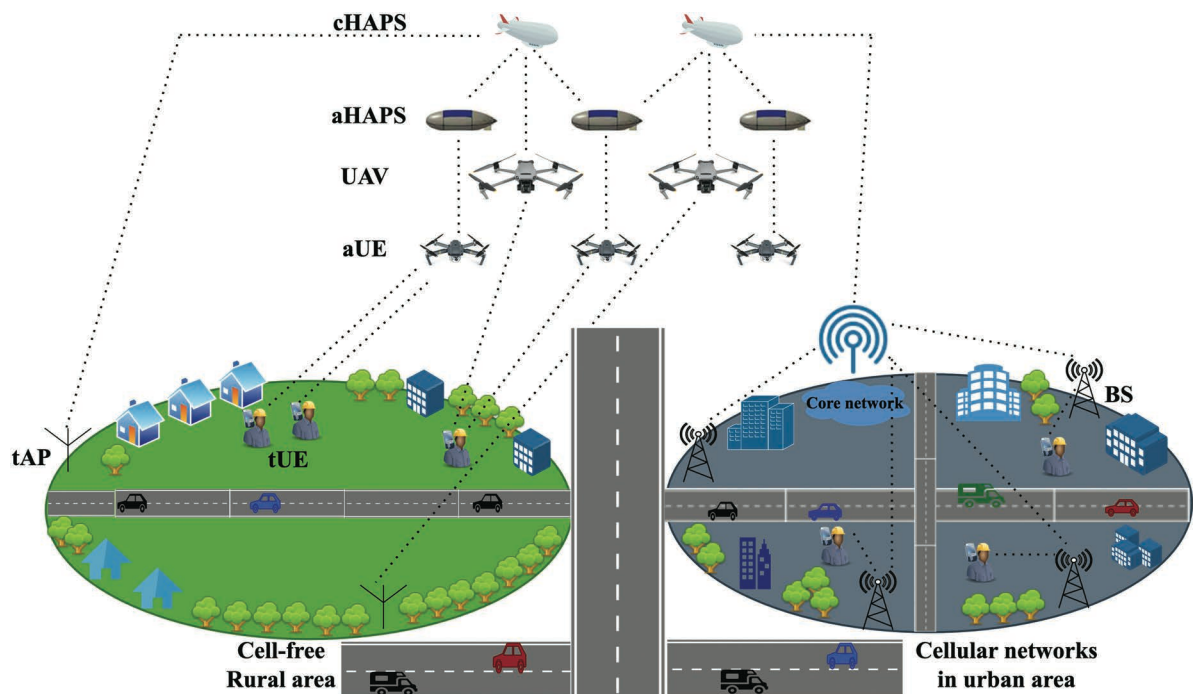 cHAPS
aHAPS
UAV
aUE
Core network
BS
tAP
tUE
Cell-free
Rural area
Cellular networks
in urban area